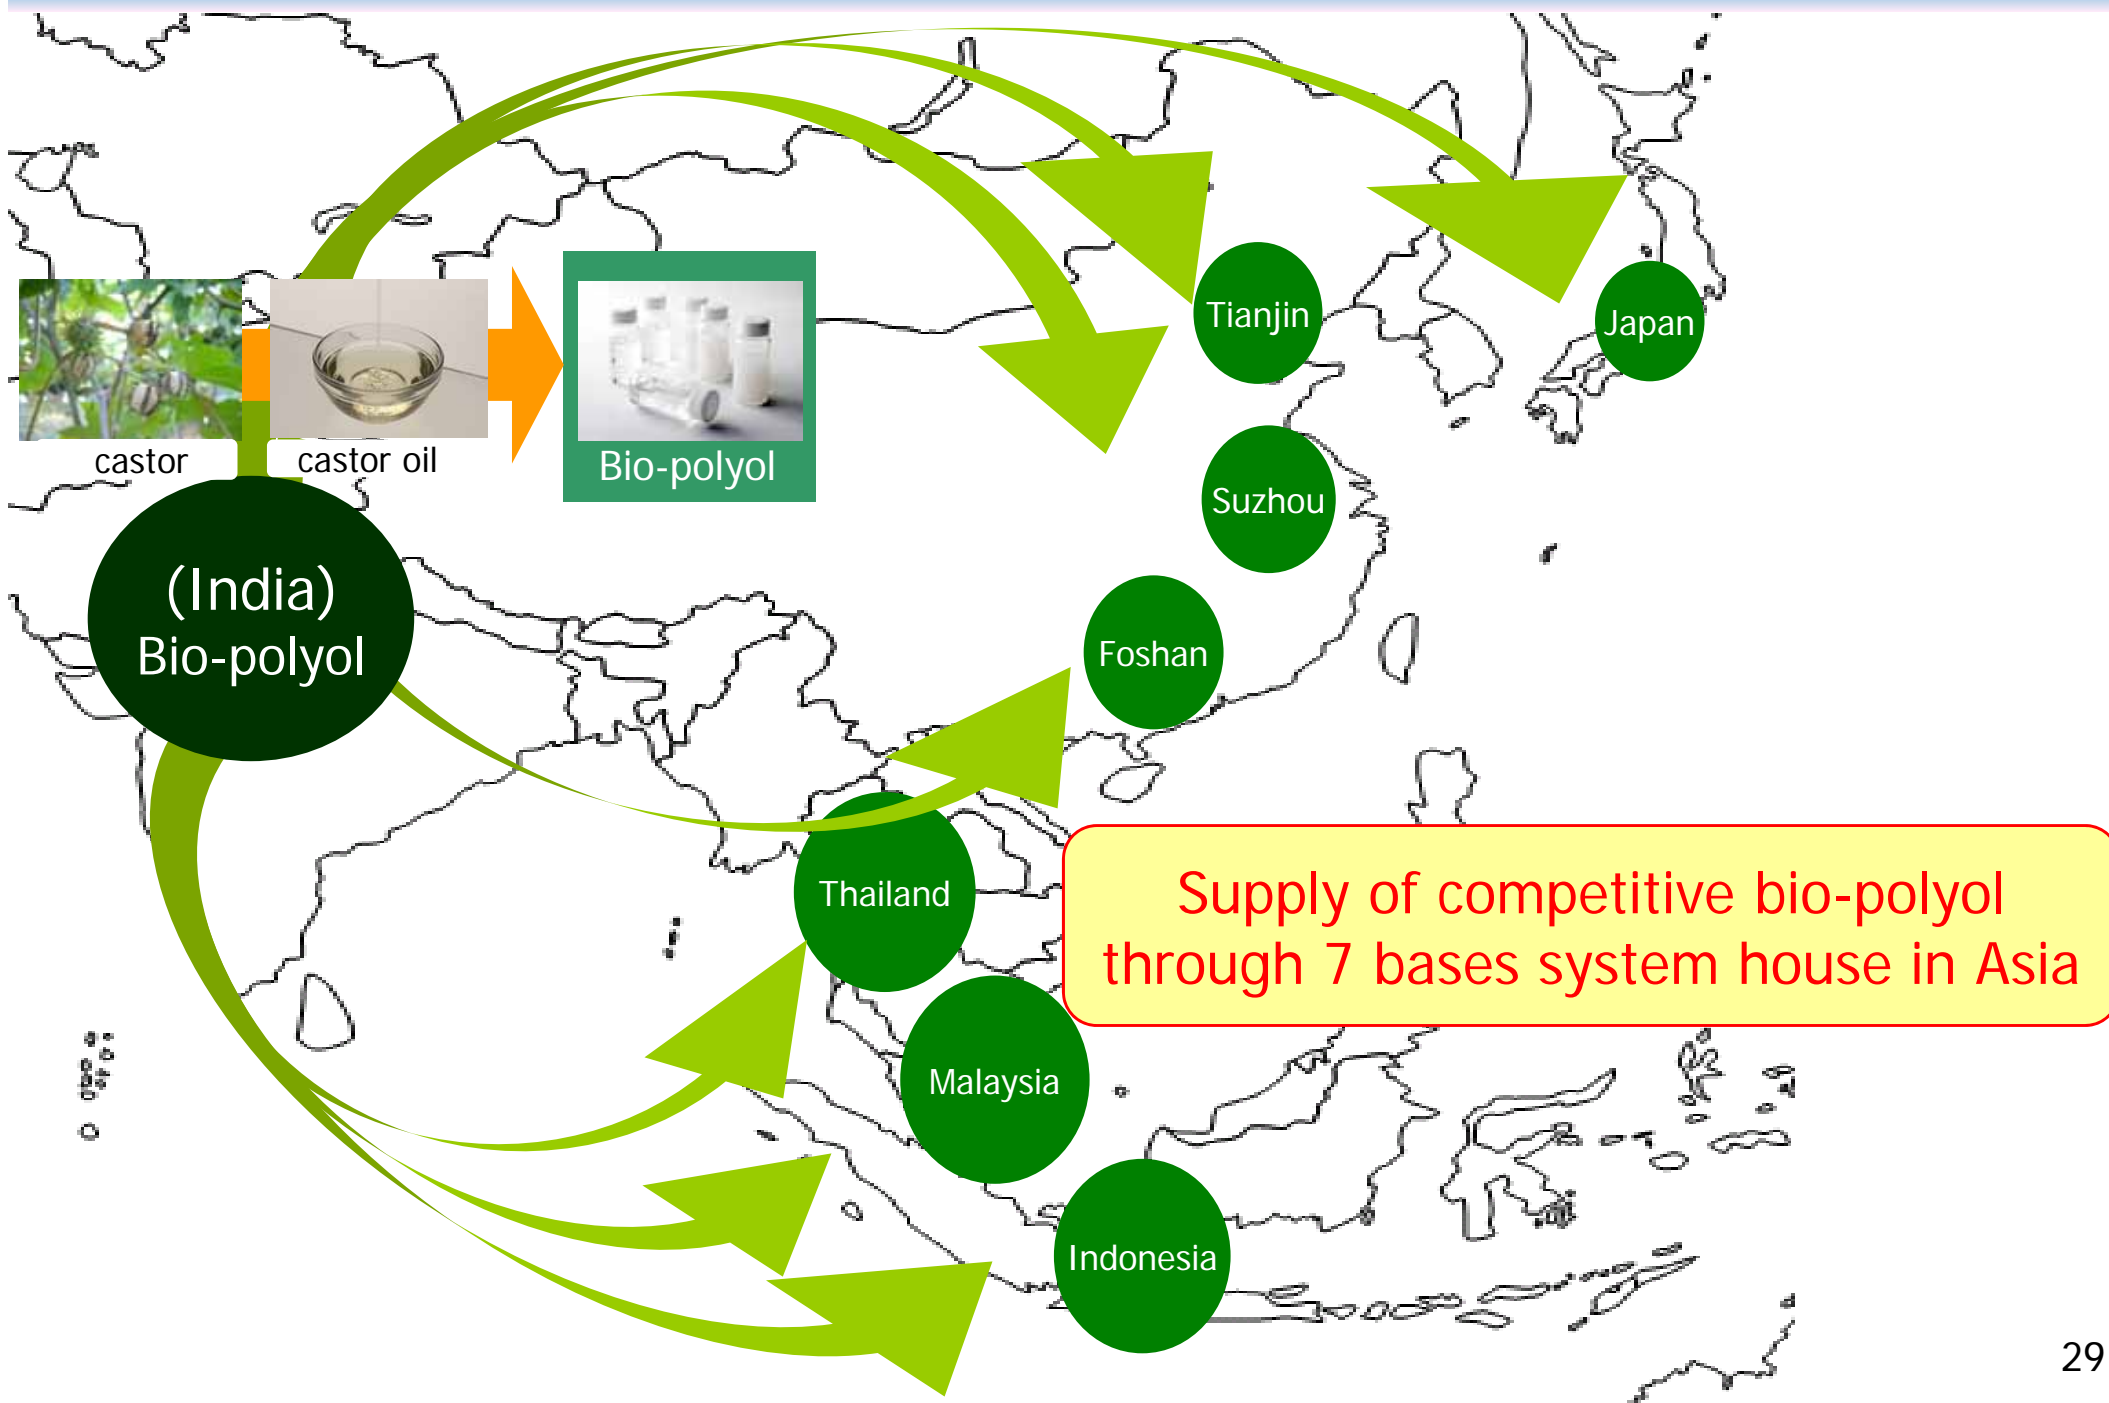 castor
castor oil
Bio-polyol
(India)
Bio-polyol
Tianjin
Japan
Suzhou
Foshan
Thailand
Malaysia
Indonesia
Supply of competitive bio-polyol
through 7 bases system house in Asia
29